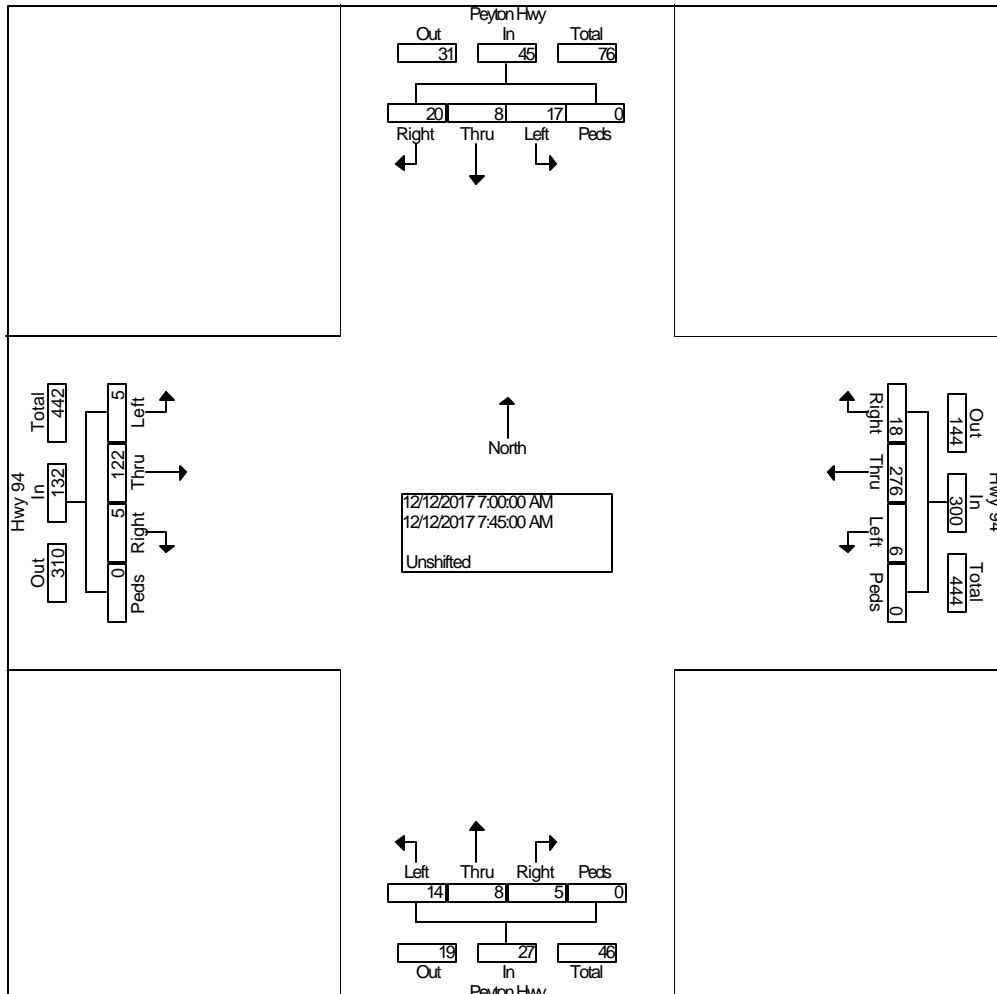 Peyton Hwy
Out In Total
31 45 76
20 8 17 0
Right Thru Left Peds
Hwy 94
Total In Out
442 132 310
5 122 5 0
Left Thru Right Peds
North
12/12/2017 7:00:00 AM
12/12/2017 7:45:00 AM
Unshifted
Right Thru Left Peds
18 276 6 0
Out In Total
144 300 444
Hwy 94
Left Thru Right Peds
14 8 5 0
19 27 46
Out In Total
Peyton Hwy